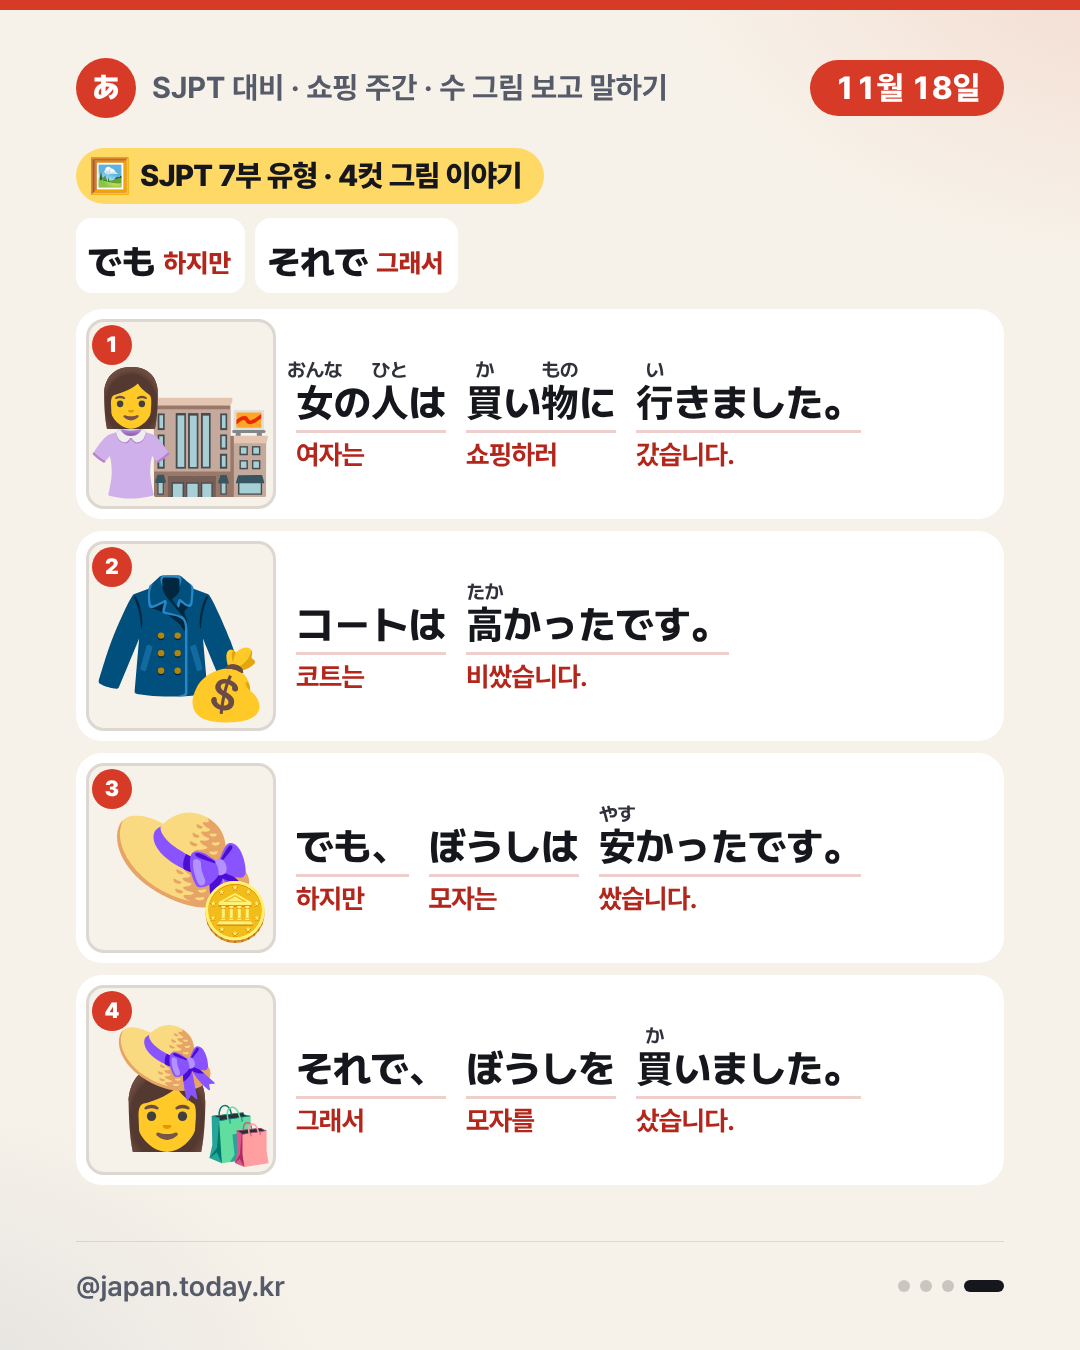 あ SJPT 대비 · 쇼핑 주간 · 수 그림 보고 말하기 11월 18일
SJPT 7부 유형 · 4컷 그림 이야기
でも 하지만 それで 그래서
1
おんな ひと か もの い
女の人は 買い物に 行きました。
여자는 쇼핑하러 갔습니다.
2
たか
コートは 高かったです。
코트는 비쌌습니다.
$
3
やす
でも、 ぼうしは 安かったです。
하지만 모자는 쌌습니다.
4
か
それで、 ぼうしを 買いました。
그래서 모자를 샀습니다.
@japan.today.kr